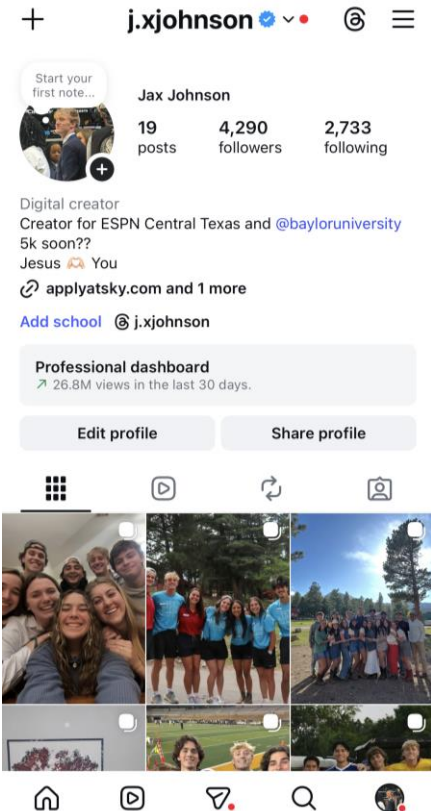 j.xjohnson
Start your
first note...
Jax Johnson
19
posts
4,290
followers
2,733
following
Digital creator
Creator for ESPN Central Texas and @bayloruniversity
5k soon??
Jesus 🫶🏼 You
applyatsky.com and 1 more
Add school j.xjohnson
Professional dashboard
26.8M views in the last 30 days.
Edit profile
Share profile